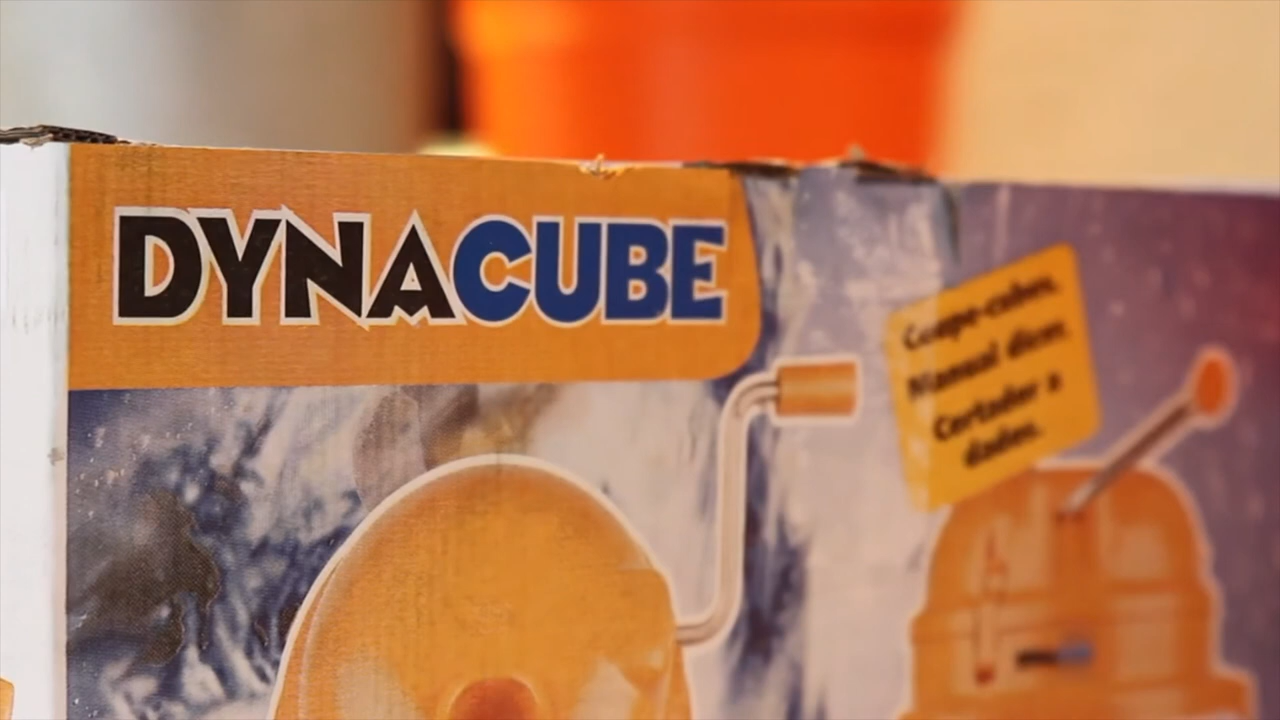 DYNACUBE
Coupe-cubes.
Manual dicer.
Cortador a
dados.